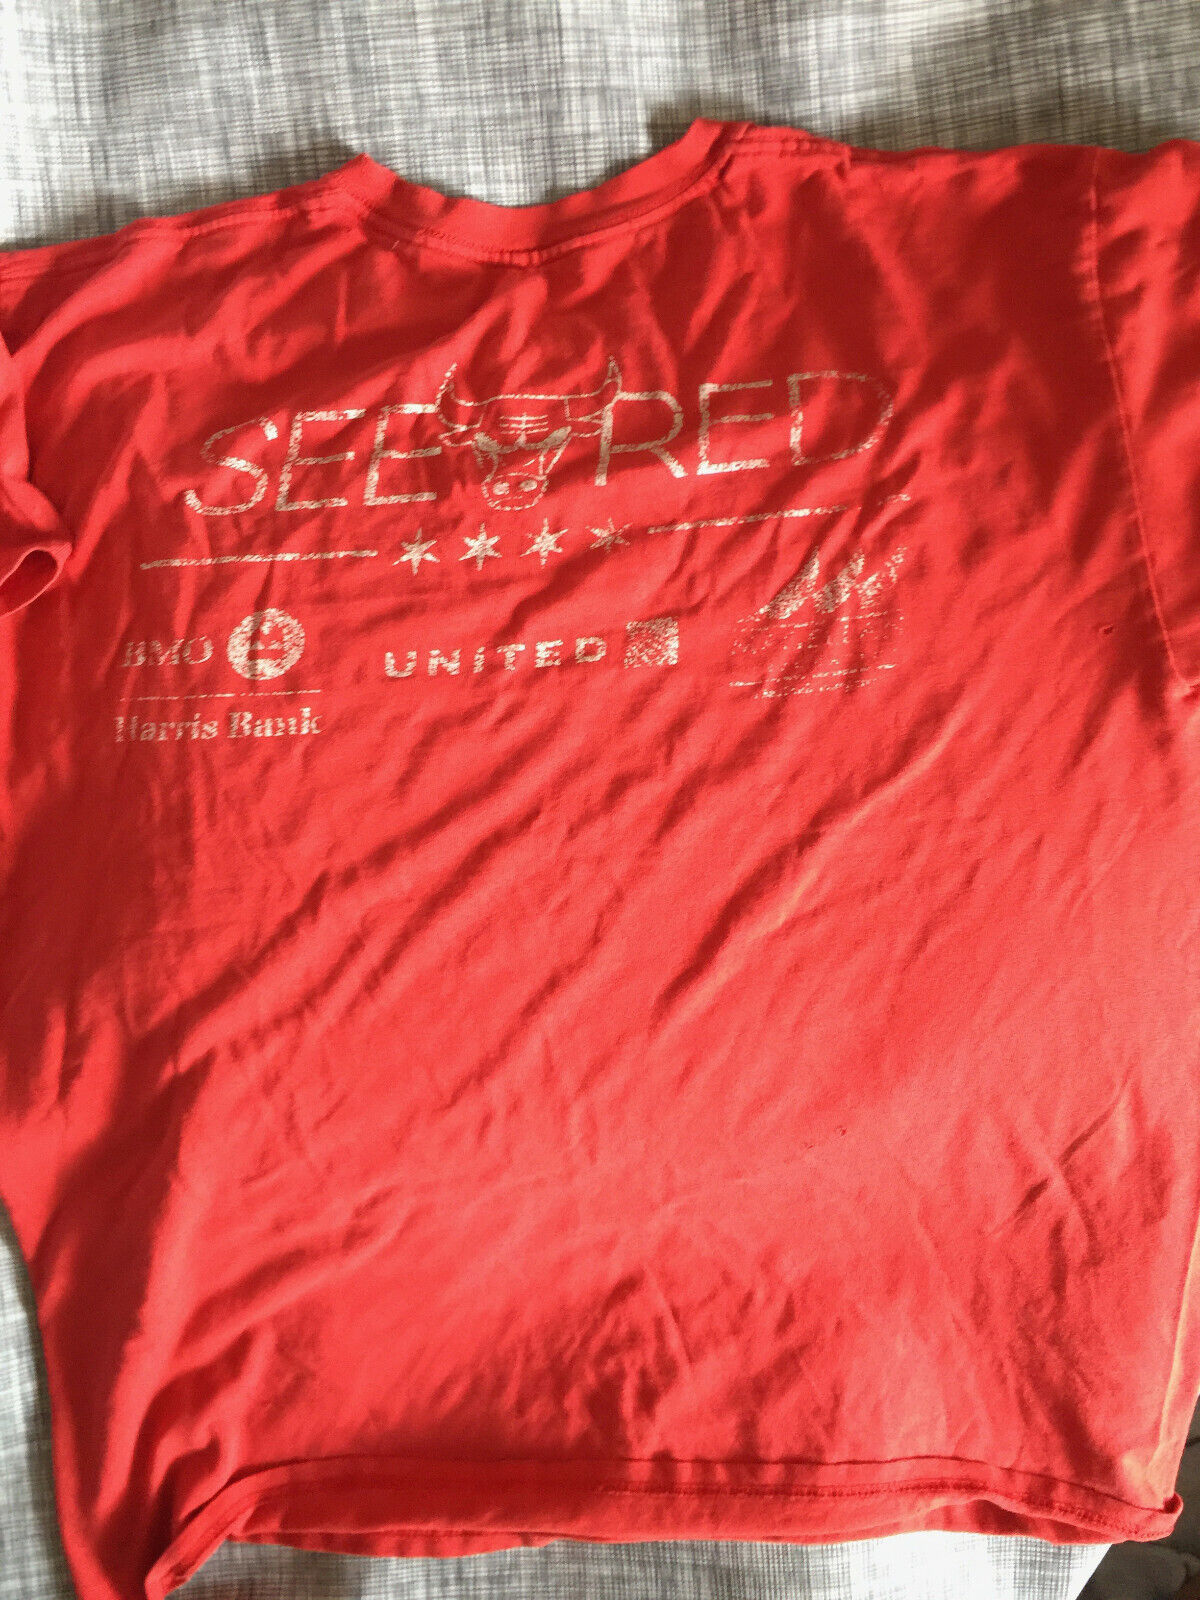 SEE RED
BMO
UNITED
Harris Bank